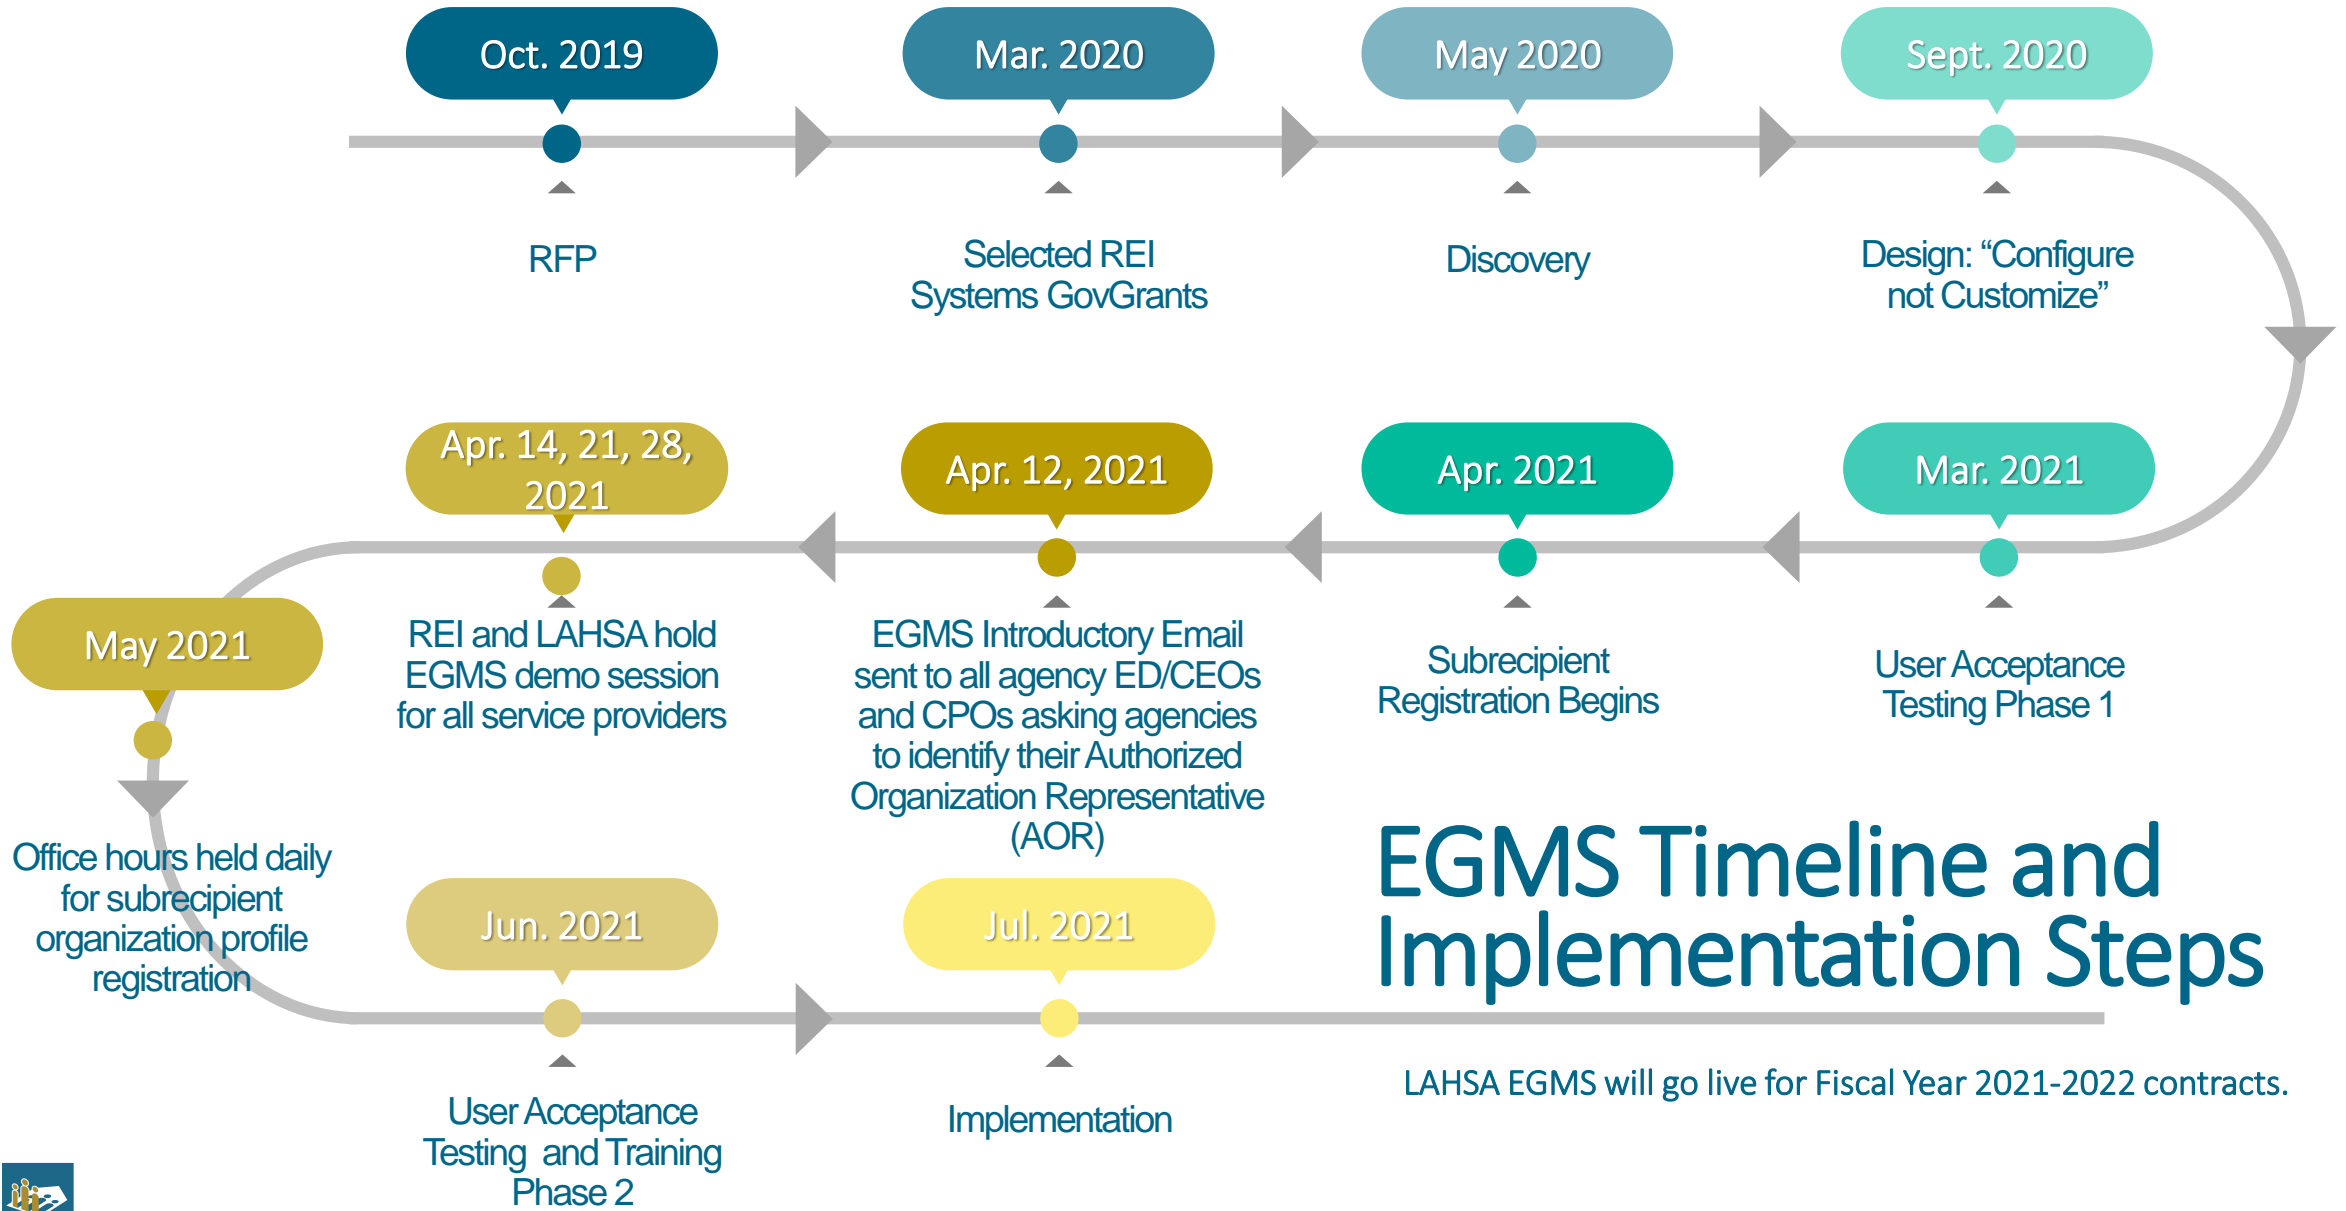 Oct. 2019
RFP
Mar. 2020
Selected REI
Systems GovGrants
May 2020
Discovery
Sept. 2020
Design: “Configure
not Customize”
Mar. 2021
User Acceptance
Testing Phase 1
Apr. 2021
Subrecipient
Registration Begins
Apr. 12, 2021
EGMS Introductory Email
sent to all agency ED/CEOs
and CPOs asking agencies
to identify their Authorized
Organization Representative
(AOR)
Apr. 14, 21, 28,
2021
REI and LAHSA hold
EGMS demo session
for all service providers
May 2021
Office hours held daily
for subrecipient
organization profile
registration
Jun. 2021
User Acceptance
Testing  and Training
Phase 2
Jul. 2021
Implementation
EGMS Timeline and
Implementation Steps
LAHSA EGMS will go live for Fiscal Year 2021-2022 contracts.